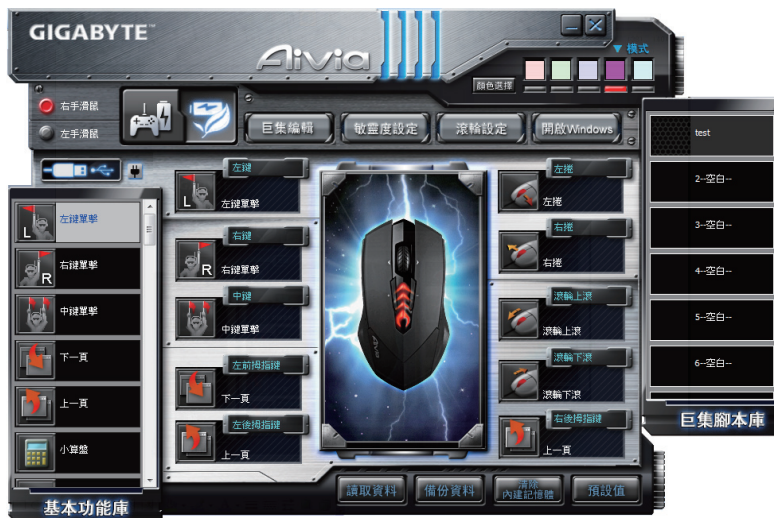 GIGABYTE™
Aivia
▼ 模式
顏色選擇
右手滑鼠
左手滑鼠
巨集編輯
敏靈度設定
滾輪設定
開啟Windows
左鍵
L
左鍵單擊
右鍵
R
右鍵單擊
中鍵
中鍵單擊
左前拇指鍵
下一頁
左後拇指鍵
上一頁
左捲
左捲
右捲
右捲
滾輪上滾
滾輪上滾
滾輪下滾
滾輪下滾
右後拇指鍵
上一頁
L
左鍵單擊
R
右鍵單擊
中鍵單擊
下一頁
上一頁
小算盤
基本功能庫
test
2--空白--
3--空白--
4--空白--
5--空白--
6--空白--
巨集腳本庫
讀取資料
備份資料
清除
內建記憶體
預設值